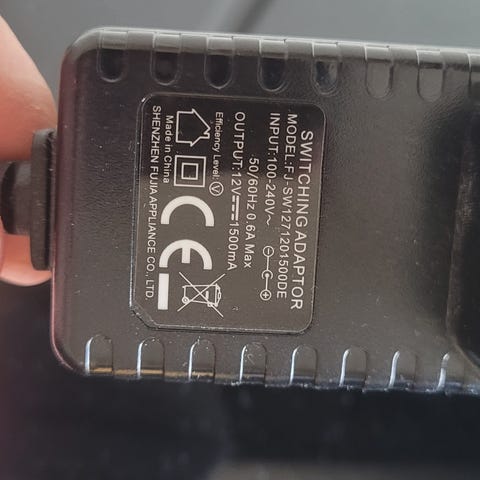 SWITCHING ADAPTOR
MODEL:FJ-SW1271201500DE
INPUT:100-240V~
50/60Hz 0.6A Max
OUTPUT:12V⎓1500mA
Efficiency Level: V
CE
Made in China
SHENZHEN FUJIA APPLIANCE CO., LTD.